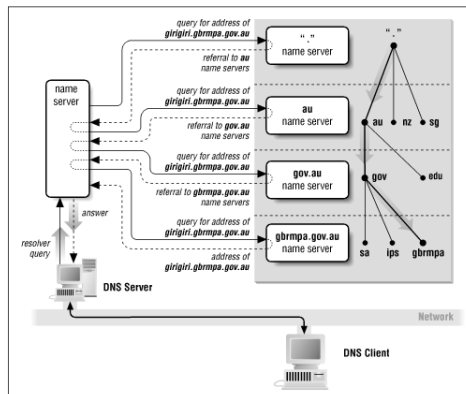 query for address of
girigiri.gbrmpa.gov.au
"."
name server
"."
referral to au
name servers
name
server
query for address of
girigiri.gbrmpa.gov.au
au
name server
au
nz
sg
referral to gov.au
name servers
query for address of
girigiri.gbrmpa.gov.au
gov.au
name server
gov
edu
referral to gbrmpa.gov.au
name servers
answer
query for address of
girigiri.gbrmpa.gov.au
gbrmpa.gov.au
name server
resolver
query
address of
girigiri.gbrmpa.gov.au
sa
ips
gbrmpa
DNS Server
Network
DNS Client